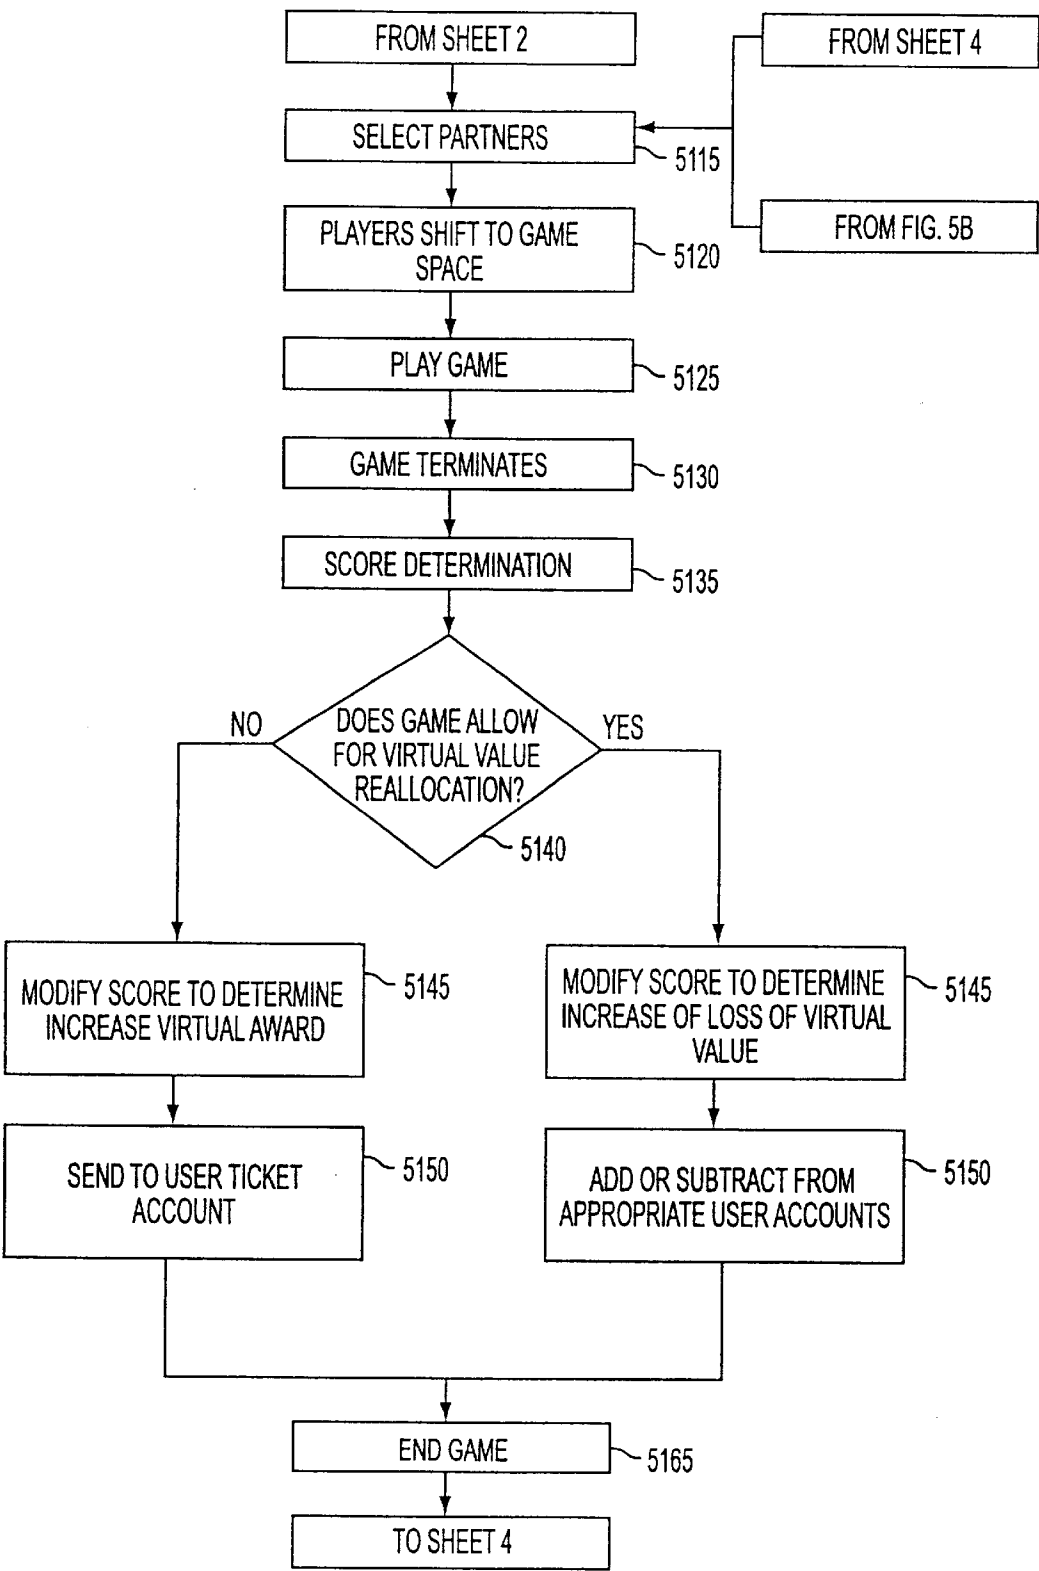 FROM SHEET 2
FROM SHEET 4
SELECT PARTNERS
5115
PLAYERS SHIFT TO GAME
SPACE
5120
FROM FIG. 5B
PLAY GAME
5125
GAME TERMINATES
5130
SCORE DETERMINATION
5135
NO
DOES GAME ALLOW
FOR VIRTUAL VALUE
REALLOCATION?
YES
5140
MODIFY SCORE TO DETERMINE
INCREASE VIRTUAL AWARD
5145
MODIFY SCORE TO DETERMINE
INCREASE OF LOSS OF VIRTUAL
VALUE
5145
SEND TO USER TICKET
ACCOUNT
5150
ADD OR SUBTRACT FROM
APPROPRIATE USER ACCOUNTS
5150
END GAME
5165
TO SHEET 4